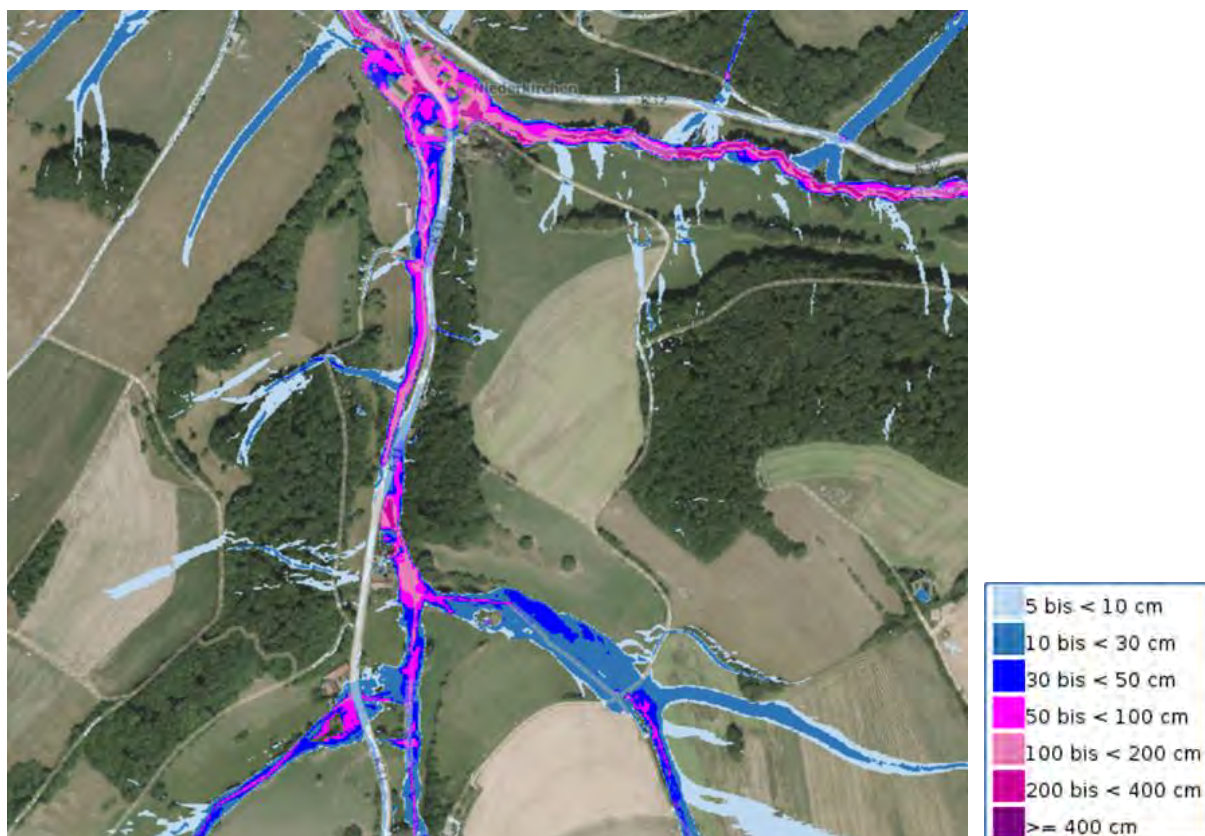 Niederkirchen
K32
5 bis < 10 cm
10 bis < 30 cm
30 bis < 50 cm
50 bis < 100 cm
100 bis < 200 cm
200 bis < 400 cm
>= 400 cm